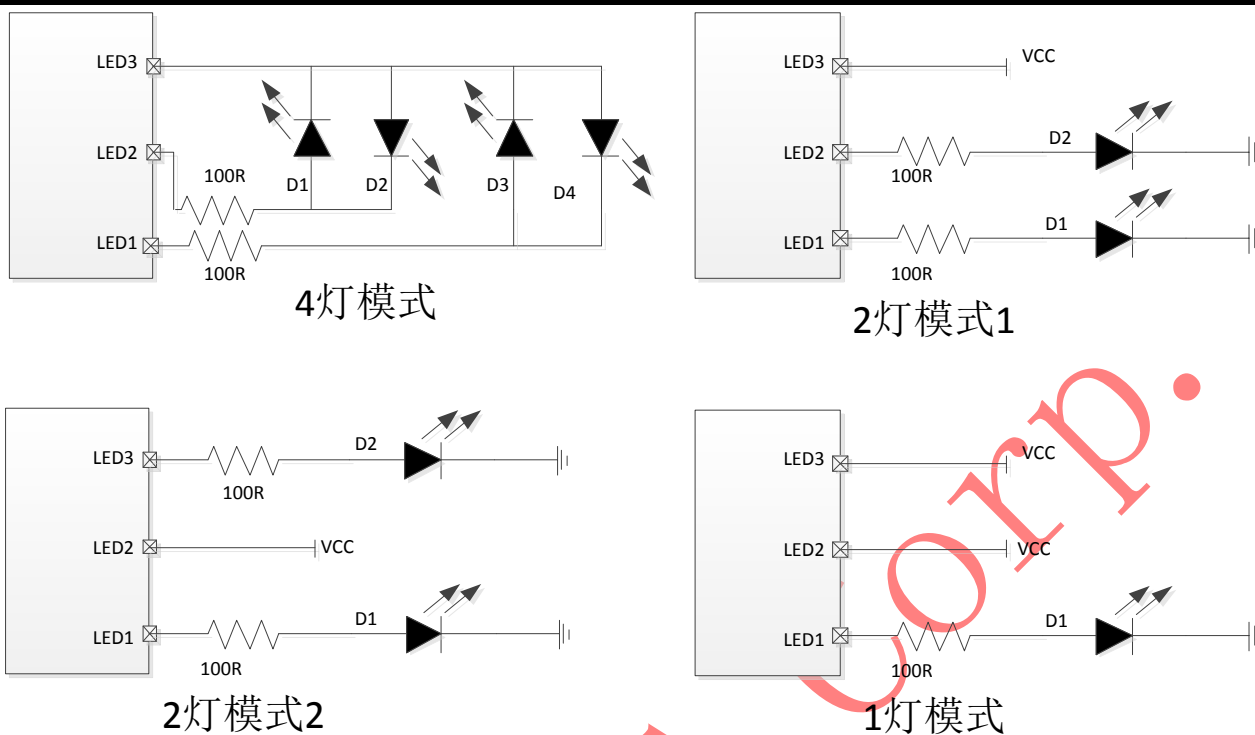 LED3
LED2
100R
D1
D2
D3
D4
LED1
100R
4灯模式
LED3
VCC
LED2
D2
100R
LED1
D1
100R
2灯模式1
LED3
D2
100R
LED2
VCC
LED1
D1
100R
2灯模式2
LED3
VCC
LED2
VCC
LED1
D1
100R
1灯模式
orp.